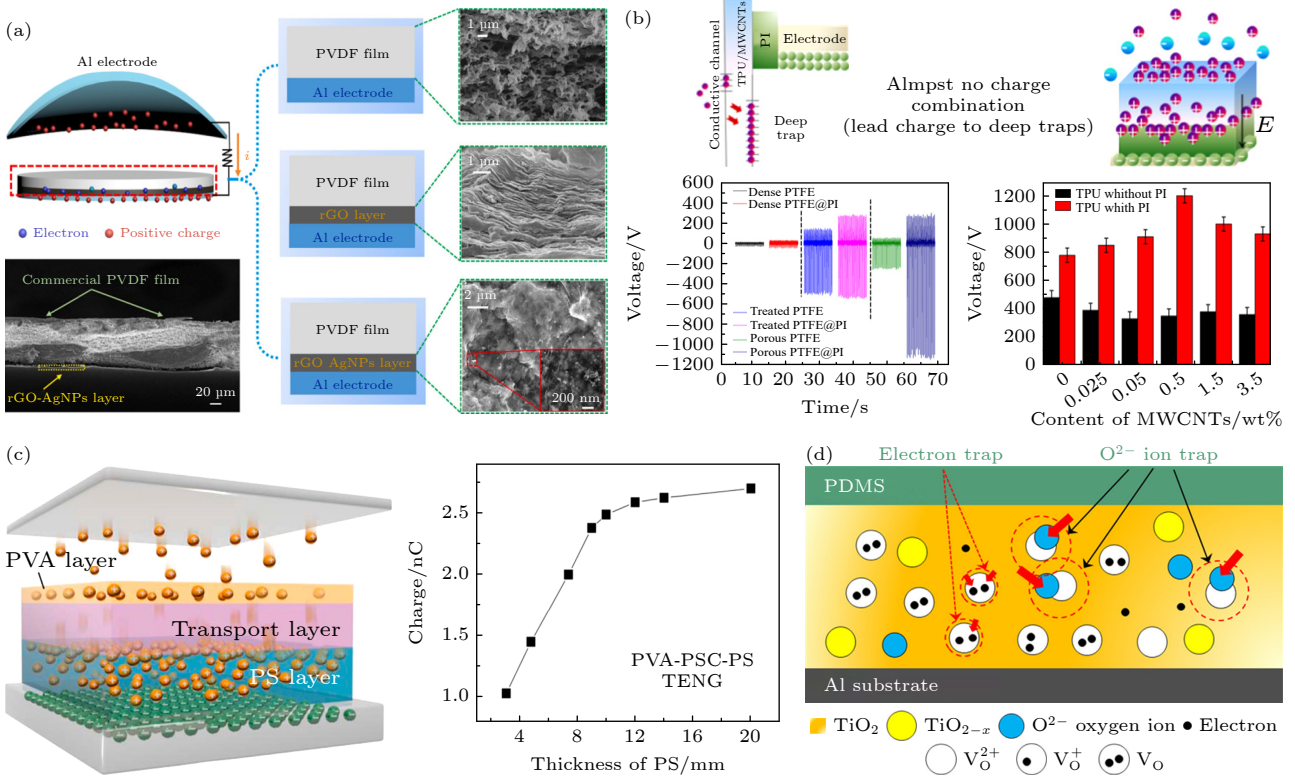 (a)
Al electrode
i
Electron
Positive charge
Commercial PVDF film
rGO-AgNPs layer
20 μm
PVDF film
Al electrode
1 μm
PVDF film
rGO layer
Al electrode
1 μm
PVDF film
rGO AgNPs layer
Al electrode
2 μm
200 nm
(b)
Conductive channel
TPU/MWCNTs
PI
Electrode
Deep
trap
Almpst no charge
combination
(lead charge to deep traps)
E
Voltage/V
600
400
200
0
−200
−400
−600
−800
−1000
−1200
Dense PTFE
Dense PTFE@PI
Treated PTFE
Treated PTFE@PI
Porous PTFE
Porous PTFE@PI
0 10 20 30 40 50 60 70
Time/s
Voltage/V
1200
1000
800
600
400
200
0
TPU whithout PI
TPU whith PI
0 0.025 0.05 0.5 1.5 3.5
Content of MWCNTs/wt%
(c)
PVA layer
Transport layer
PS layer
Charge/nC
2.5
2.0
1.5
1.0
PVA-PSC-PS
TENG
4 8 12 16 20
Thickness of PS/mm
(d)
Electron trap
O²⁻ ion trap
PDMS
Al substrate
TiO₂ TiO₂₋ₓ O²⁻ oxygen ion Electron
V_O²⁺ V_O⁺ V_O